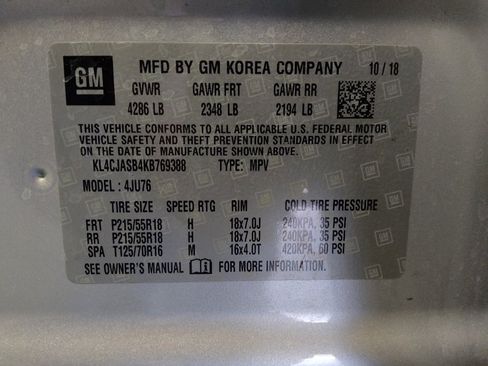 GM MFD BY GM KOREA COMPANY 10/18
GVWR GAWR FRT GAWR RR
4286 LB 2348 LB 2194 LB
THIS VEHICLE CONFORMS TO ALL APPLICABLE U.S. FEDERAL MOTOR
VEHICLE SAFETY AND THEFT PREVENTION STANDARDS IN EFFECT ON
THE DATE OF MANUFACTURE SHOWN ABOVE.
KL4CJASB4KB769388 TYPE: MPV
MODEL : 4JU76
TIRE SIZE SPEED RTG RIM COLD TIRE PRESSURE
FRT P215/55R18 H 18x7.0J 240KPA, 35 PSI
RR P215/55R18 H 18x7.0J 240KPA, 35 PSI
SPA T125/70R16 M 16x4.0T 420KPA, 60 PSI
SEE OWNER'S MANUAL FOR MORE INFORMATION.